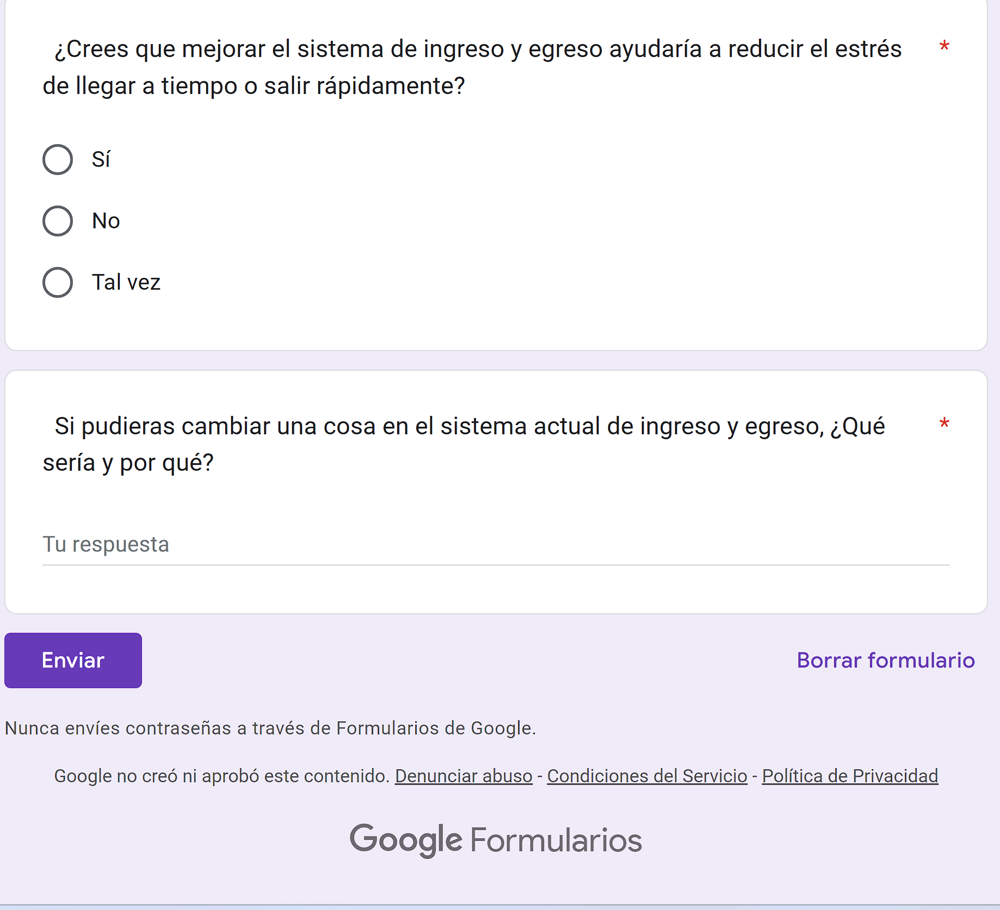 ¿Crees que mejorar el sistema de ingreso y egreso ayudaría a reducir el estrés *
de llegar a tiempo o salir rápidamente?
Sí
No
Tal vez
Si pudieras cambiar una cosa en el sistema actual de ingreso y egreso, ¿Qué *
sería y por qué?
Tu respuesta
Enviar
Borrar formulario
Nunca envíes contraseñas a través de Formularios de Google.
Google no creó ni aprobó este contenido. Denunciar abuso - Condiciones del Servicio - Política de Privacidad
Google Formularios